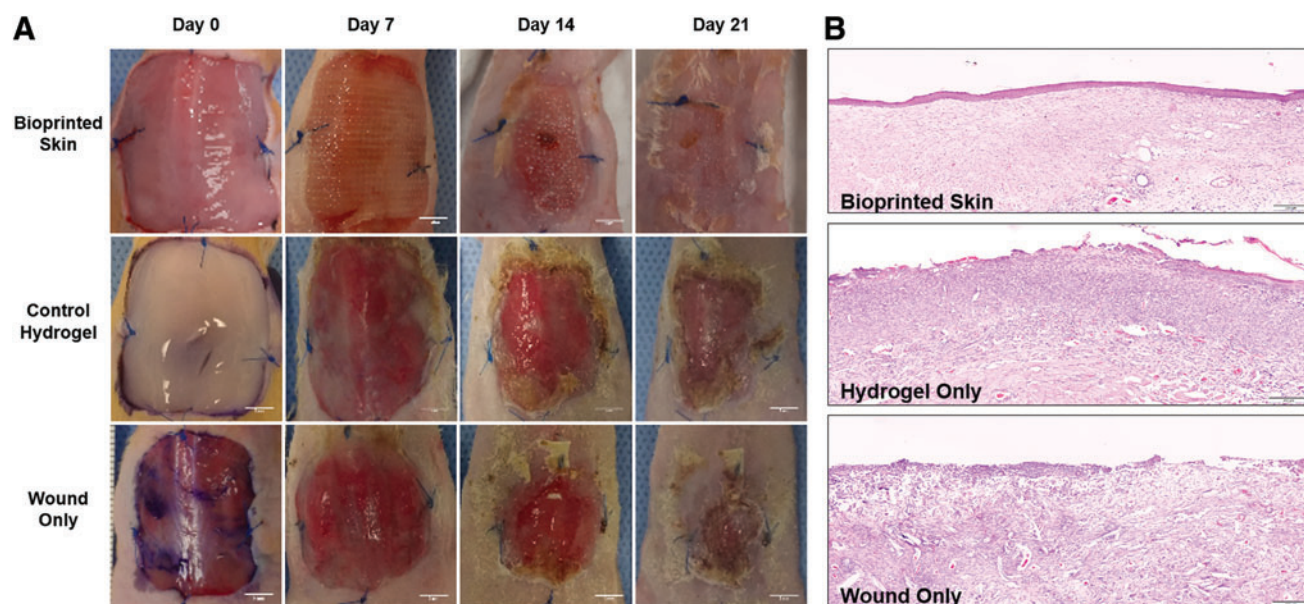 A
Day 0
Day 7
Day 14
Day 21
Bioprinted
Skin
Control
Hydrogel
Wound
Only
B
Bioprinted Skin
Hydrogel Only
Wound Only